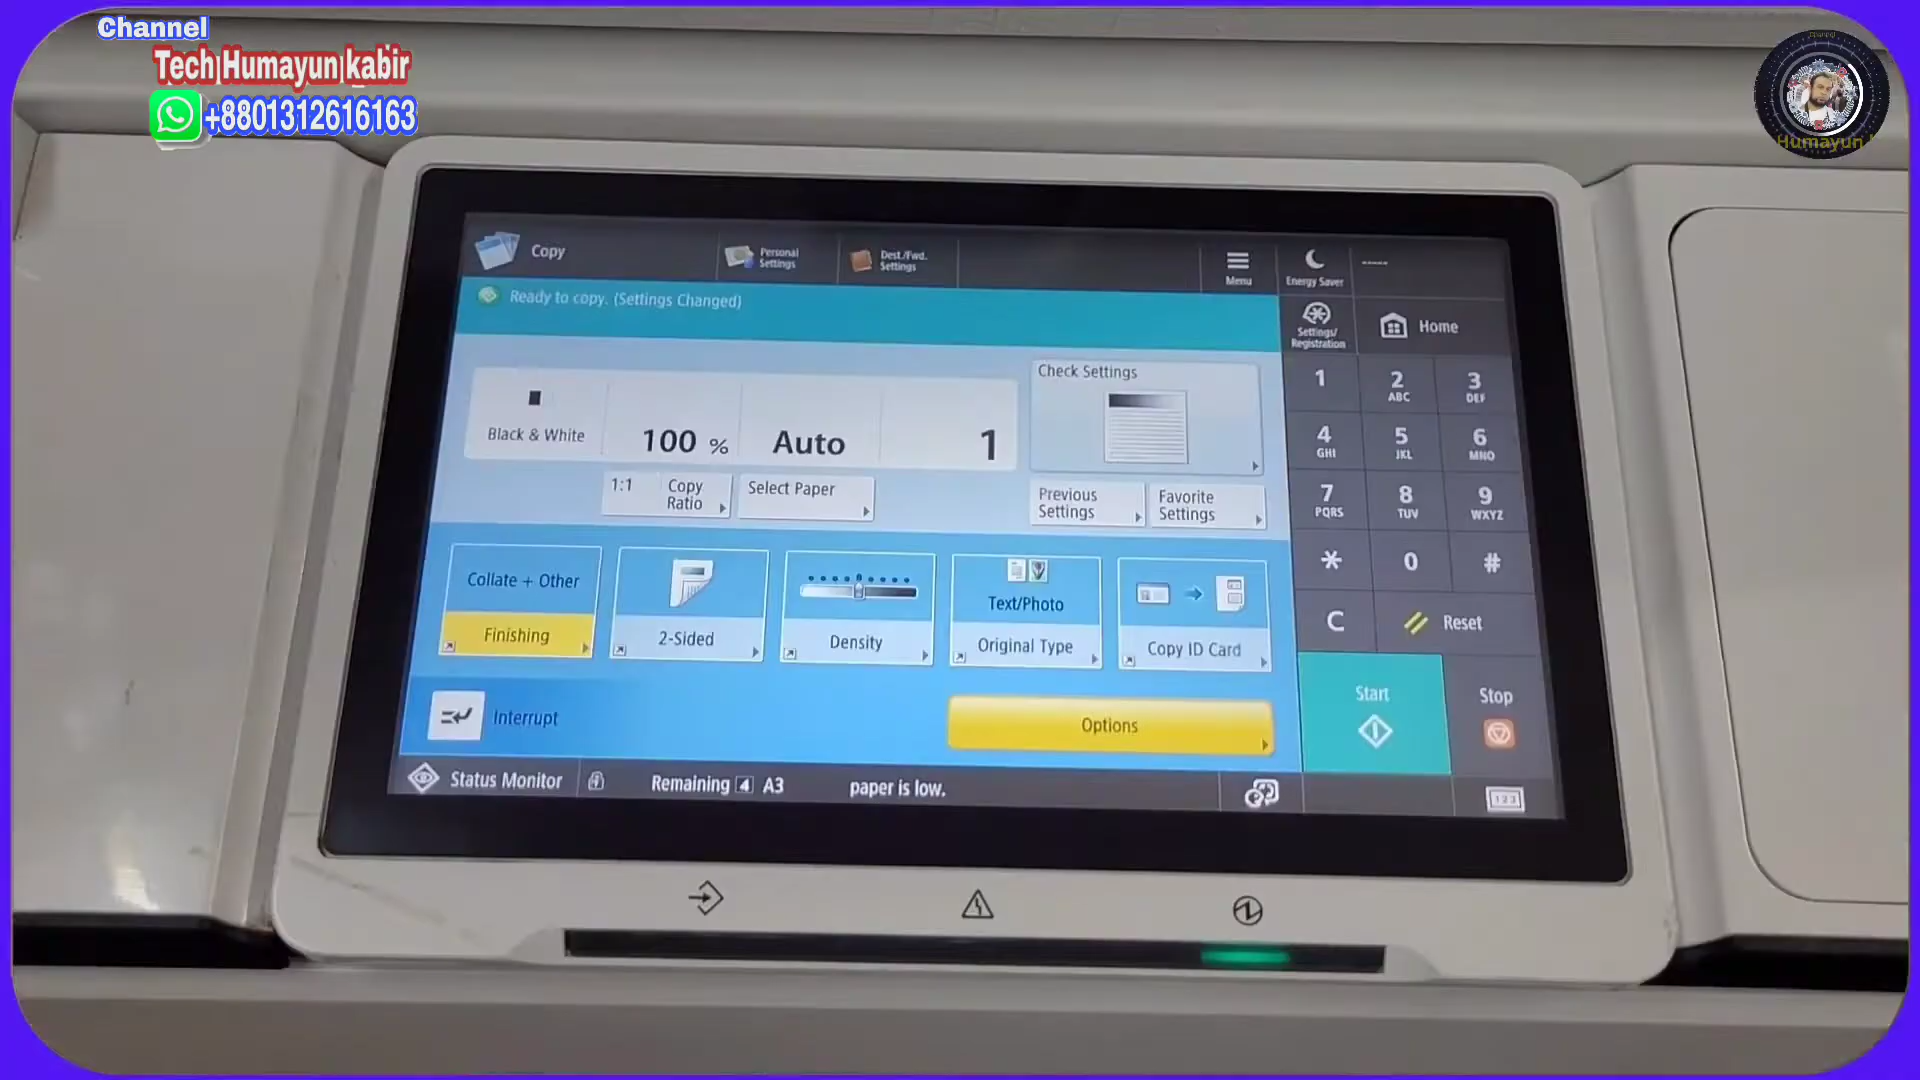 Channel
Tech Humayun kabir
+8801312616163
Channel
Humayun
Copy
Personal
Settings
Dest./Fwd.
Settings
Menu
Energy Saver
-----
Ready to copy. (Settings Changed)
Settings/
Registration
Home
Black & White
100 %
Auto
1
Check Settings
1:1
Copy
Ratio
Select Paper
Previous
Settings
Favorite
Settings
1
2
ABC
3
DEF
4
GHI
5
JKL
6
MNO
7
PQRS
8
TUV
9
WXYZ
*
0
#
C
Reset
Collate + Other
Finishing
2-Sided
Density
Text/Photo
Original Type
Copy ID Card
Start
Stop
Interrupt
Options
Status Monitor
Remaining 4 A3 paper is low.
123